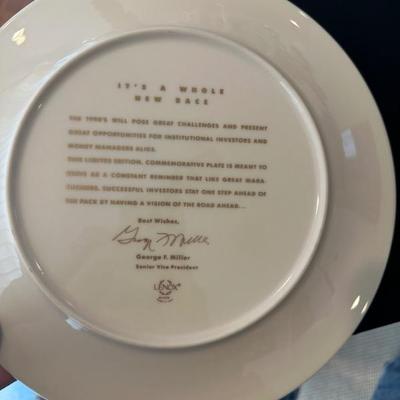 IT'S A WHOLE
NEW RACE
THE 1990'S WILL POSE GREAT CHALLENGES AND PRESENT
GREAT OPPORTUNITIES FOR INSTITUTIONAL INVESTORS AND
MONEY MANAGERS ALIKE.
THIS LIMITED EDITION, COMMEMORATIVE PLATE IS MEANT TO
SERVE AS A CONSTANT REMINDER THAT LIKE GREAT MARA-
THONERS, SUCCESSFUL INVESTORS STAY ONE STEP AHEAD OF
THE PACK BY HAVING A VISION OF THE ROAD AHEAD...
Best Wishes,
George F. Miller
Senior Vice President
LENOX®